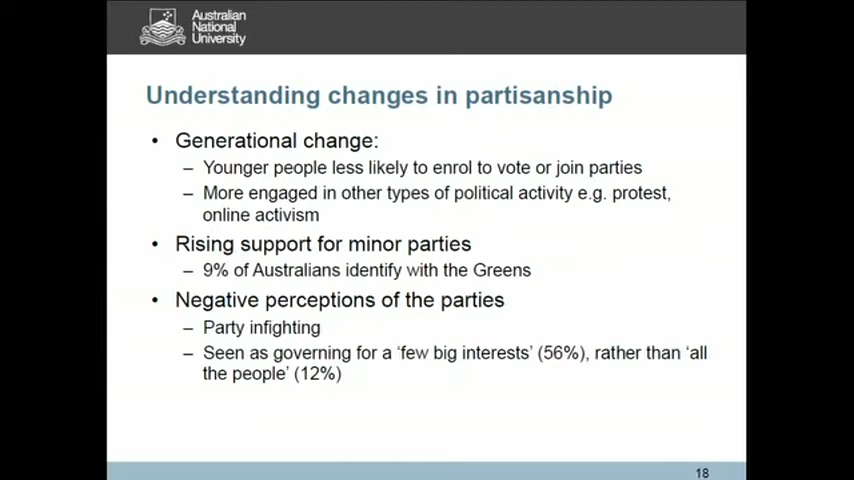 Australian
National
University
Understanding changes in partisanship
• Generational change:
– Younger people less likely to enrol to vote or join parties
– More engaged in other types of political activity e.g. protest,
online activism
• Rising support for minor parties
– 9% of Australians identify with the Greens
• Negative perceptions of the parties
– Party infighting
– Seen as governing for a ‘few big interests’ (56%), rather than ‘all
the people’ (12%)
18